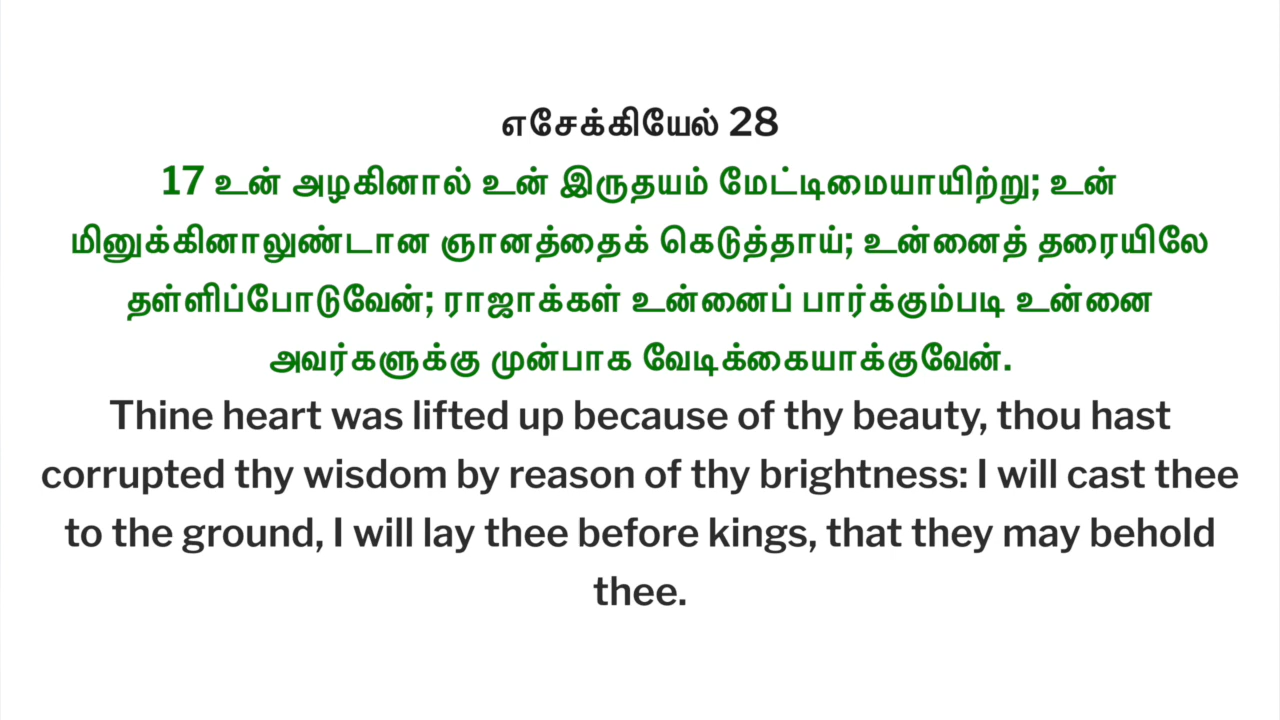 எசேக்கியேல் 28
17 உன் அழகினால் உன் இருதயம் மேட்டிமையாயிற்று; உன்
மினுக்கினாலுண்டான ஞானத்தைக் கெடுத்தாய்; உன்னைத் தரையிலே
தள்ளிப்போடுவேன்; ராஜாக்கள் உன்னைப் பார்க்கும்படி உன்னை
அவர்களுக்கு முன்பாக வேடிக்கையாக்குவேன்.
Thine heart was lifted up because of thy beauty, thou hast
corrupted thy wisdom by reason of thy brightness: I will cast thee
to the ground, I will lay thee before kings, that they may behold
thee.